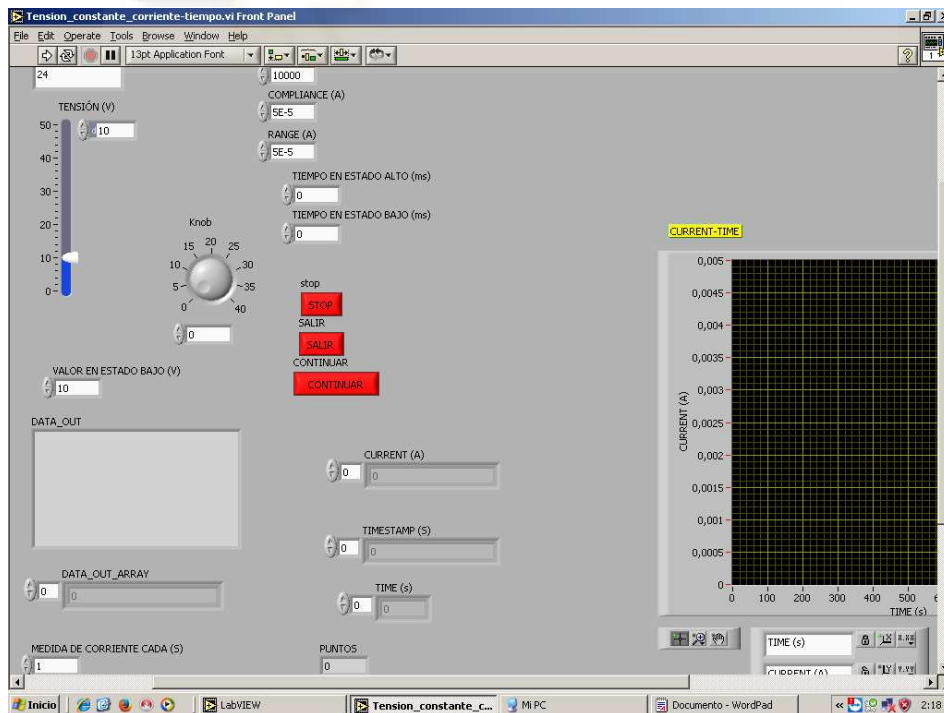 Tension_constante_corriente-tiempo.vi Front Panel
File Edit Operate Tools Browse Window Help
13pt Application Font
24
10000
COMPLIANCE (A)
5E-5
RANGE (A)
5E-5
TENSIÓN (V)
10
50
40
30
20
10
0
TIEMPO EN ESTADO ALTO (ms)
0
TIEMPO EN ESTADO BAJO (ms)
0
Knob
0 5 10 15 20 25 30 35 40
0
stop
STOP
SALIR
SALIR
CONTINUAR
CONTINUAR
VALOR EN ESTADO BAJO (V)
10
DATA_OUT
CURRENT (A)
0 0
TIMESTAMP (S)
0 0
DATA_OUT_ARRAY
0 0
TIME (s)
0 0
MEDIDA DE CORRIENTE CADA (S)
1
PUNTOS
0
CURRENT-TIME
CURRENT (A)
0,005
0,0045
0,004
0,0035
0,003
0,0025
0,002
0,0015
0,001
0,0005
0
0 100 200 300 400 500 6
TIME (s)
TIME (s)
CURRENT (A)
Inicio
LabVIEW
Tension_constante_c...
Mi PC
Documento - WordPad
2:18